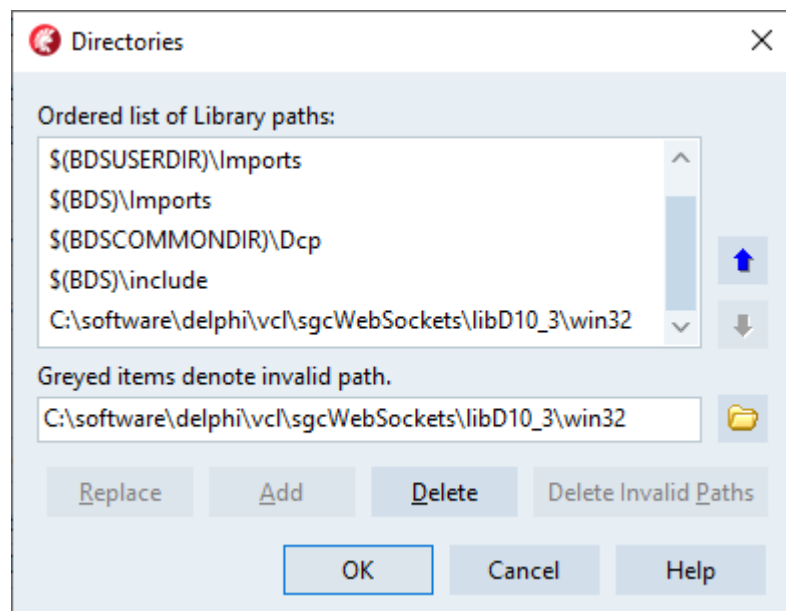 Directories
Ordered list of Library paths:
$(BDSUSERDIR)\Imports
$(BDS)\Imports
$(BDSCOMMONDIR)\Dcp
$(BDS)\include
C:\software\delphi\vcl\sgcWebSockets\libD10_3\win32
Greyed items denote invalid path.
C:\software\delphi\vcl\sgcWebSockets\libD10_3\win32
Replace Add Delete Delete Invalid Paths
OK Cancel Help